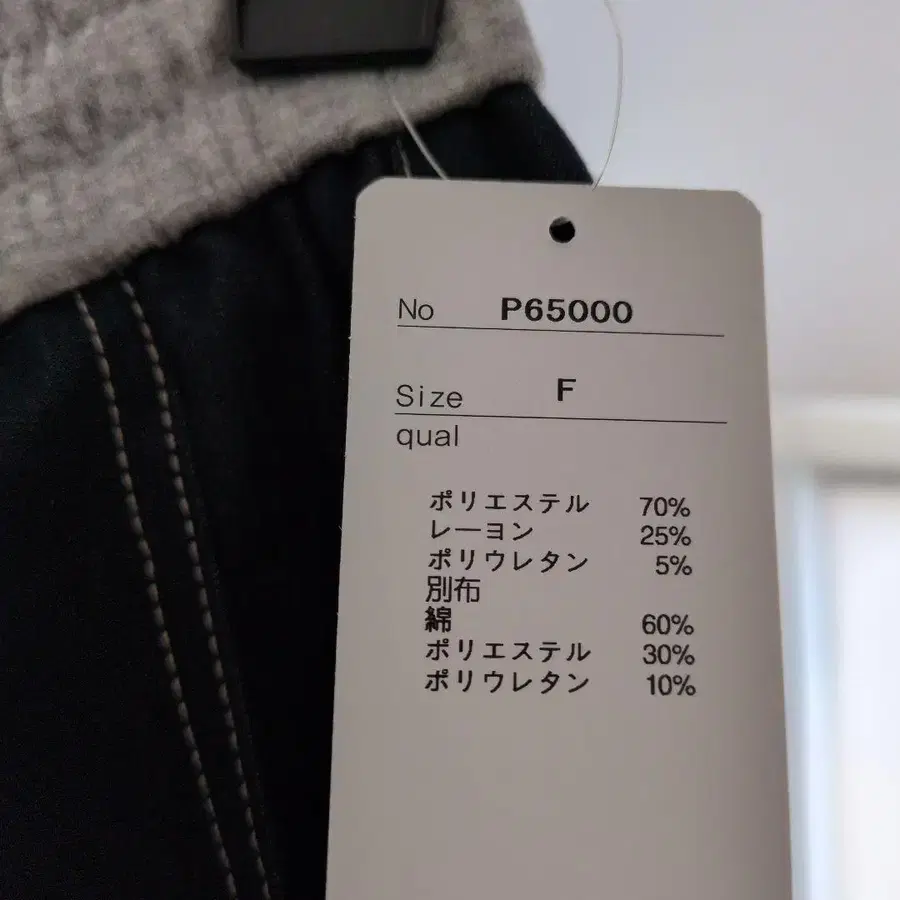 No P65000
Size F
qual
ポリエステル 70%
レーヨン 25%
ポリウレタン 5%
別布
綿 60%
ポリエステル 30%
ポリウレタン 10%